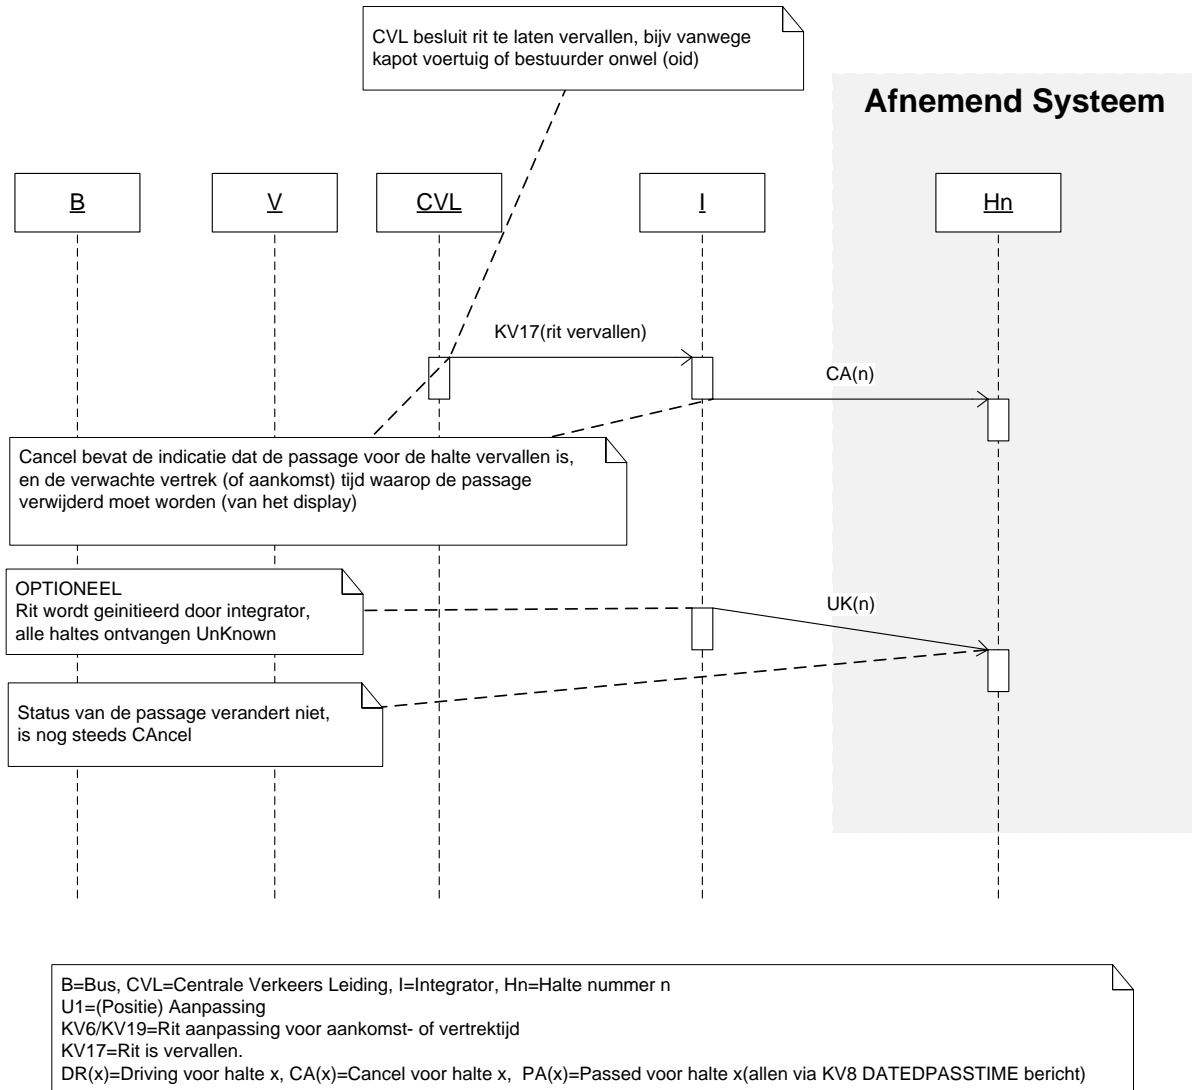 CVL besluit rit te laten vervallen, bijv vanwege
kapot voertuig of bestuurder onwel (oid)
Afnemend Systeem
B
V
CVL
I
Hn
KV17(rit vervallen)
CA(n)
Cancel bevat de indicatie dat de passage voor de halte vervallen is,
en de verwachte vertrek (of aankomst) tijd waarop de passage
verwijderd moet worden (van het display)
OPTIONEEL
Rit wordt geinitieerd door integrator,
alle haltes ontvangen UnKnown
UK(n)
Status van de passage verandert niet,
is nog steeds CAncel
B=Bus, CVL=Centrale Verkeers Leiding, I=Integrator, Hn=Halte nummer n
U1=(Positie) Aanpassing
KV6/KV19=Rit aanpassing voor aankomst- of vertrektijd
KV17=Rit is vervallen.
DR(x)=Driving voor halte x, CA(x)=Cancel voor halte x, PA(x)=Passed voor halte x(allen via KV8 DATEDPASSTIME bericht)